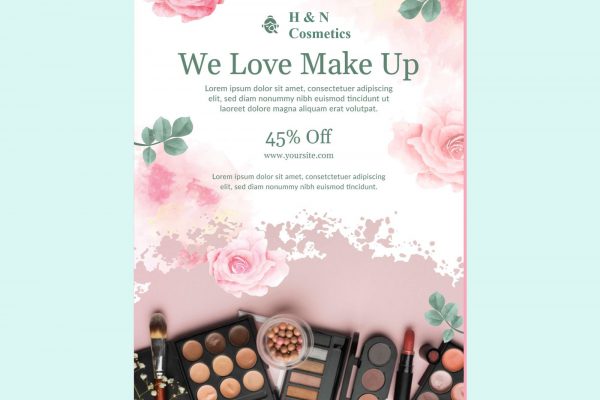 H & N
Cosmetics
We Love Make Up
Lorem ipsum dolor sit amet, consectetuer adipiscing
elit, sed diam nonummy nibh euismod tincidunt ut
laoreet dolore magna aliquam erat volutpat.
45% Off
www.yoursite.com
Lorem ipsum dolor sit amet, consetctetuer adipiscing
elit, sed diam nonummy nibh euismod tincidunt ut